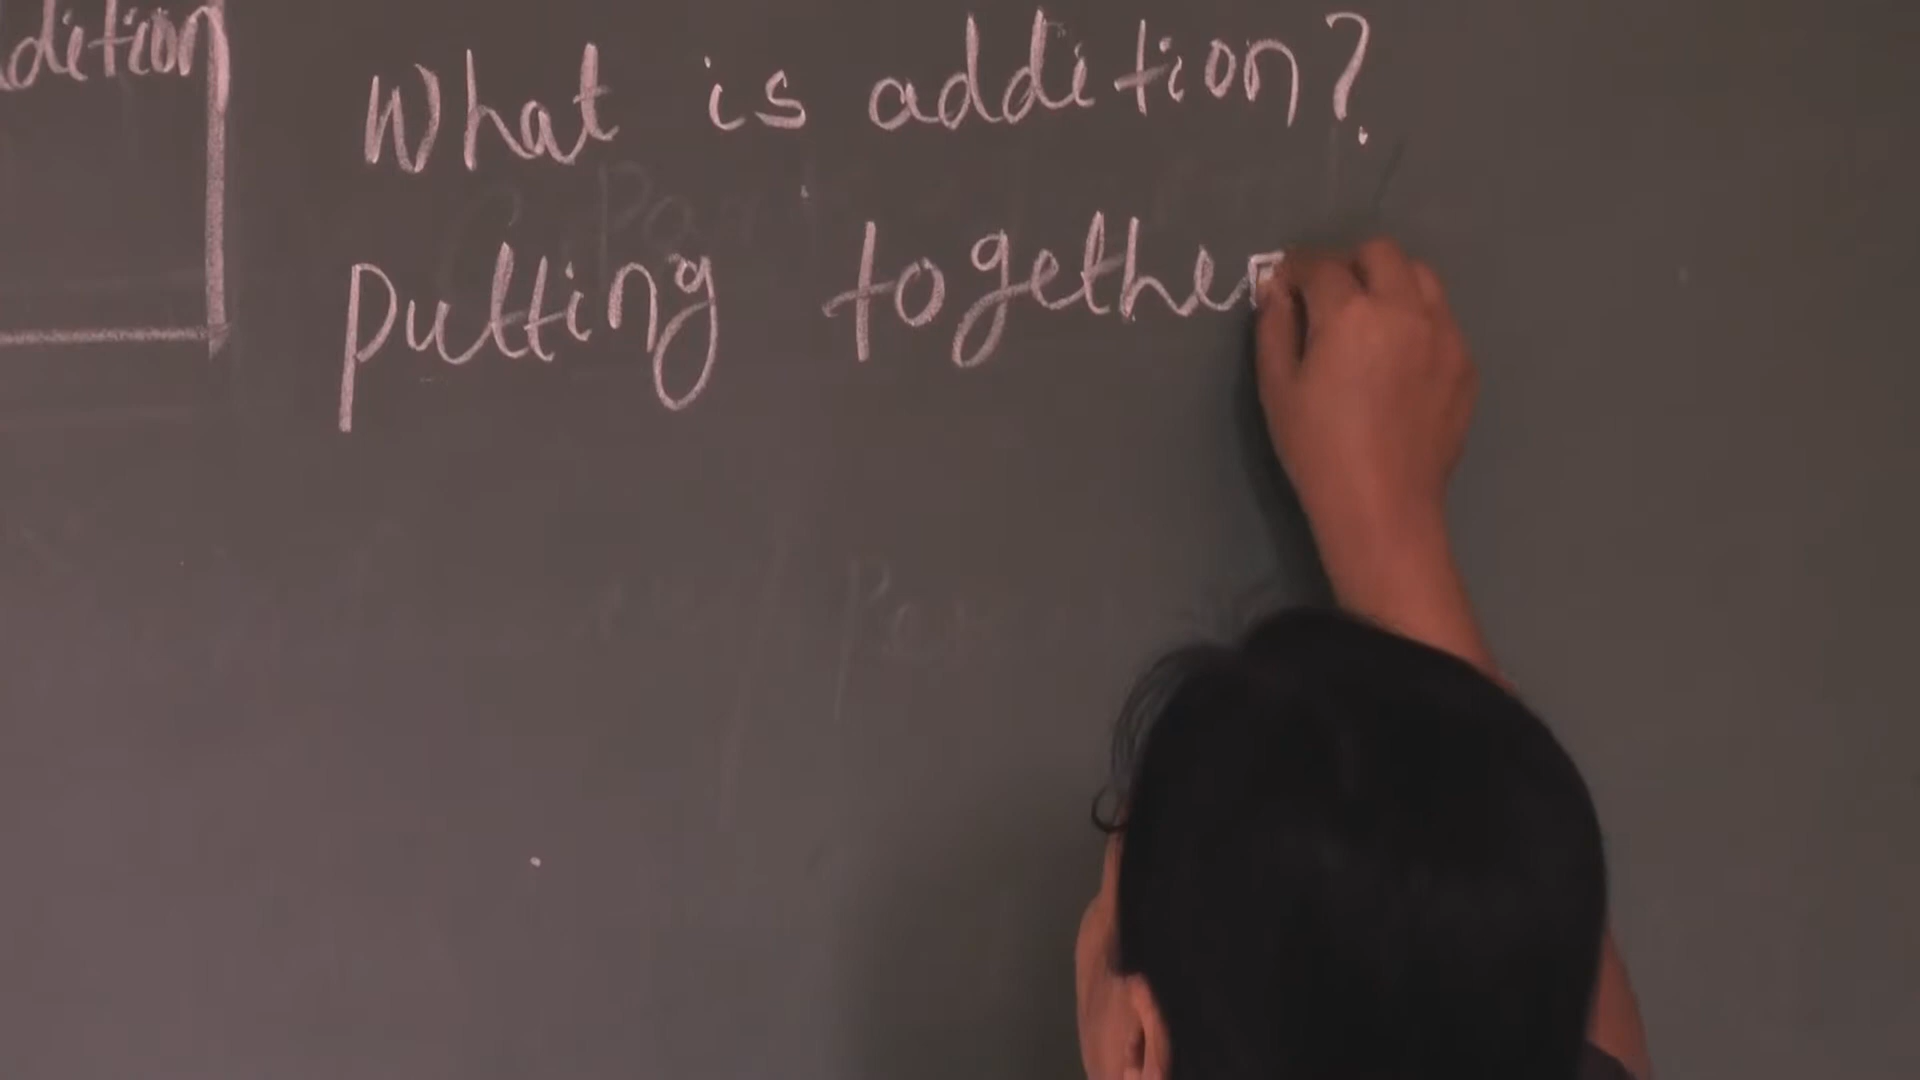 dition
What is addition?
putting together